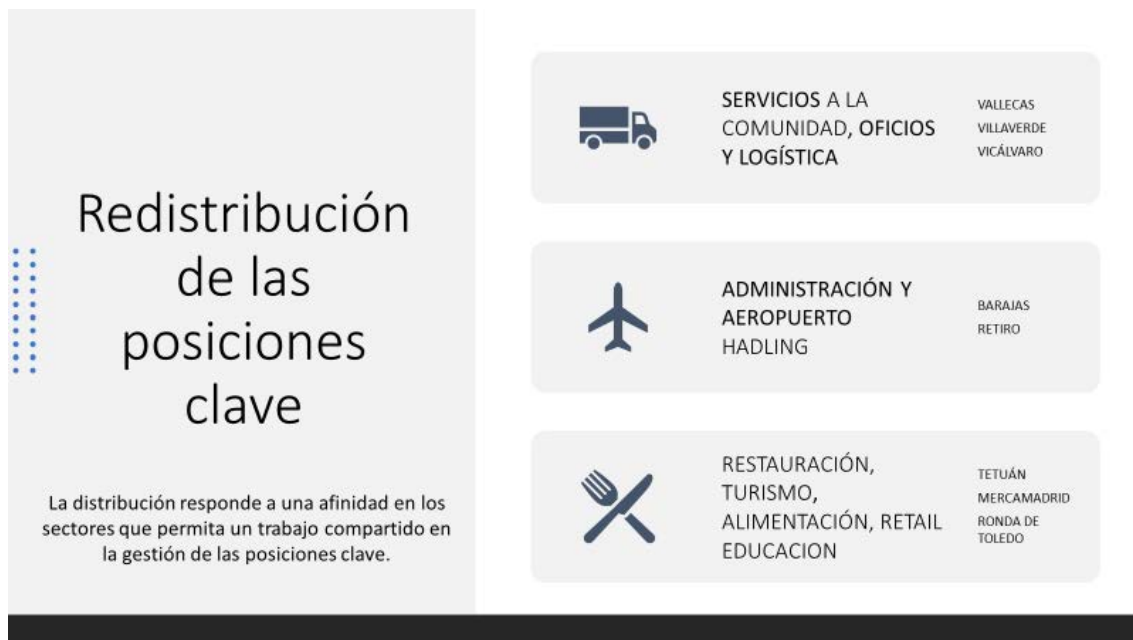 Redistribución
de las
posiciones
clave
La distribución responde a una afinidad en los
sectores que permita un trabajo compartido en
la gestión de las posiciones clave.
SERVICIOS A LA
COMUNIDAD, OFICIOS
Y LOGÍSTICA
VALLECAS
VILLAVERDE
VICÁLVARO
ADMINISTRACIÓN Y
AEROPUERTO
HADLING
BARAJAS
RETIRO
RESTAURACIÓN,
TURISMO,
ALIMENTACIÓN, RETAIL
EDUCACION
TETUÁN
MERCAMADRID
RONDA DE
TOLEDO